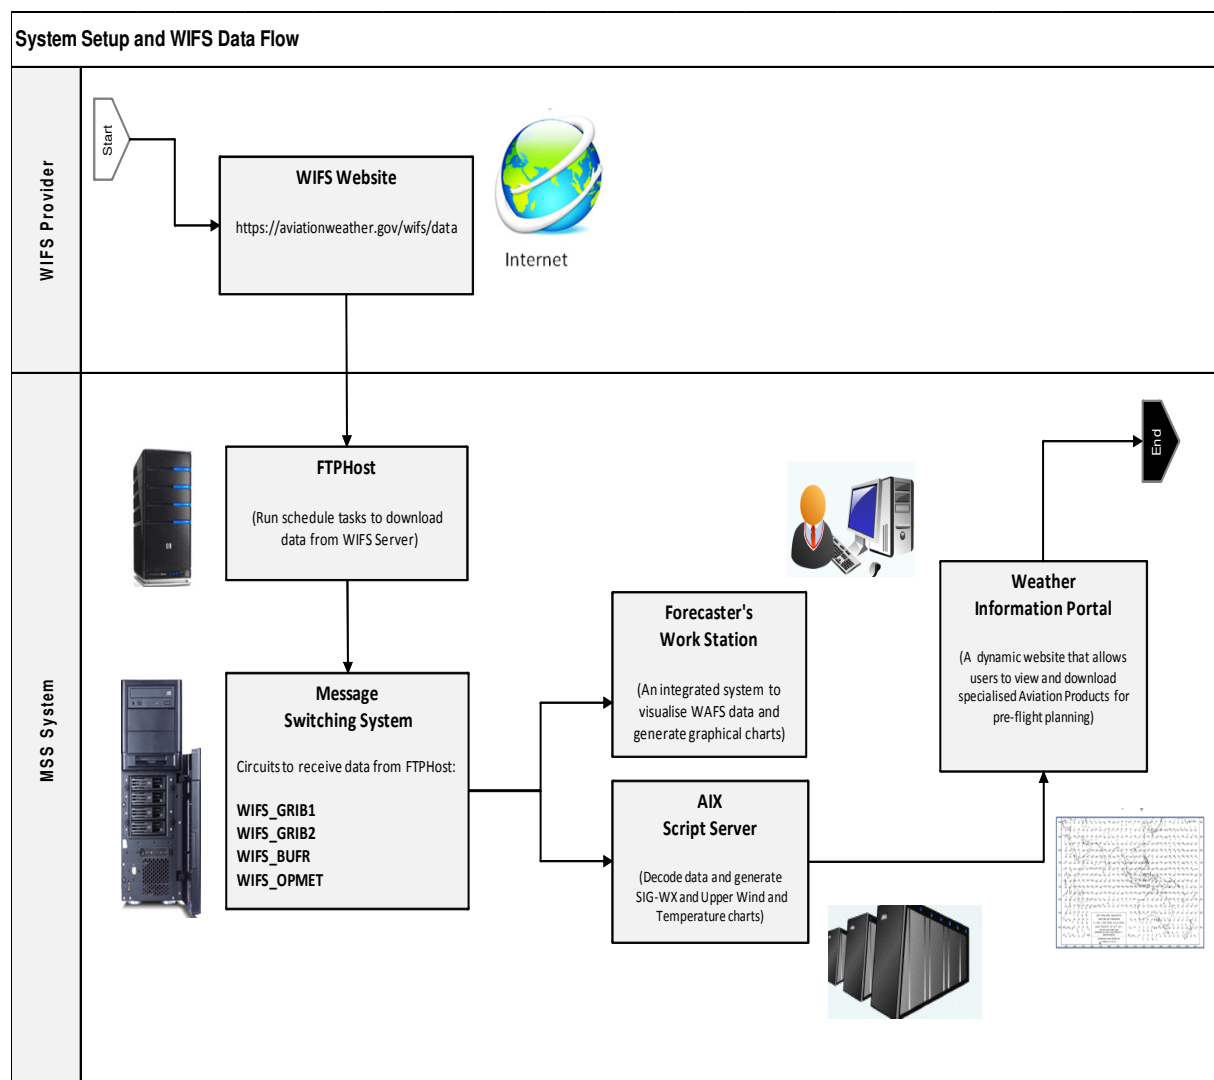 System Setup and WIFS Data Flow
WIFS Provider
Start
WIFS Website
https://aviationweather.gov/wifs/data
Internet
MSS System
FTPHost
(Run schedule tasks to download
data from WIFS Server)
Message
Switching System
Circuits to receive data from FTPHost:
WIFS_GRIB1
WIFS_GRIB2
WIFS_BUFR
WIFS_OPMET
Forecaster's
Work Station
(An integrated system to
visualise WAFS data and
generate graphical charts)
AIX
Script Server
(Decode data and generate
SIG-WX and Upper Wind and
Temperature charts)
Weather
Information Portal
(A dynamic website that allows
users to view and download
specialised Aviation Products for
pre-flight planning)
End